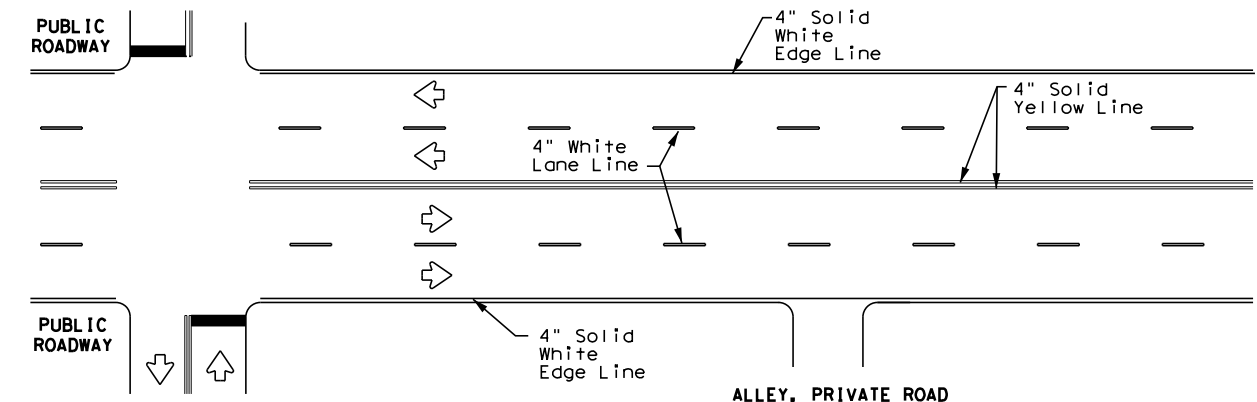 PUBLIC
ROADWAY
4" Solid
White
Edge Line
4" Solid
Yellow Line
4" White
Lane Line
PUBLIC
ROADWAY
4" Solid
White
Edge Line
ALLEY, PRIVATE ROAD